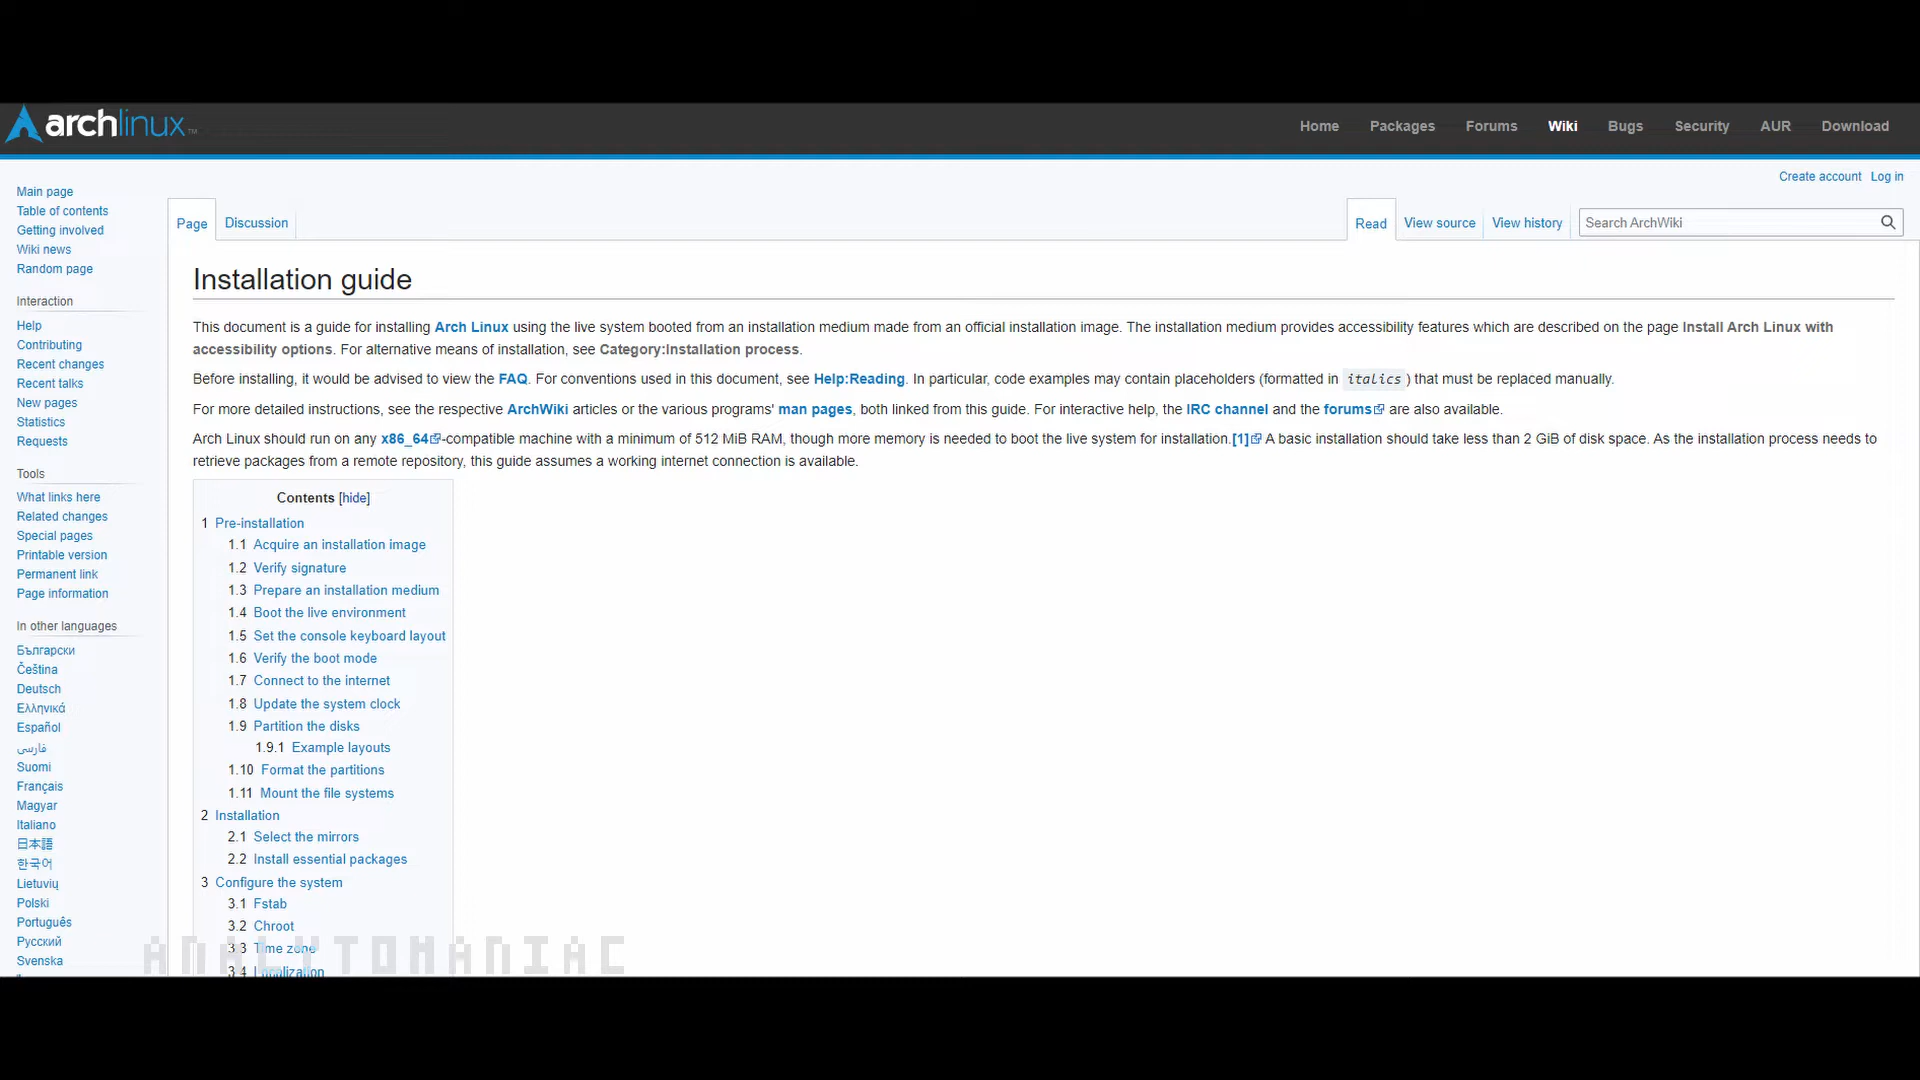 archlinux™
Home Packages Forums Wiki Bugs Security AUR Download
Create account Log in
Main page
Table of contents
Getting involved
Wiki news
Random page
Interaction
Help
Contributing
Recent changes
Recent talks
New pages
Statistics
Requests
Tools
What links here
Related changes
Special pages
Printable version
Permanent link
Page information
In other languages
Български
Čeština
Deutsch
Ελληνικά
Español
فارسی
Suomi
Français
Magyar
Italiano
日本語
한국어
Lietuvių
Polski
Português
Русский
Svenska
Page Discussion Read View source View history Search ArchWiki
Installation guide
This document is a guide for installing Arch Linux using the live system booted from an installation medium made from an official installation image. The installation medium provides accessibility features which are described on the page Install Arch Linux with
accessibility options. For alternative means of installation, see Category:Installation process.
Before installing, it would be advised to view the FAQ. For conventions used in this document, see Help:Reading. In particular, code examples may contain placeholders (formatted in italics) that must be replaced manually.
For more detailed instructions, see the respective ArchWiki articles or the various programs' man pages, both linked from this guide. For interactive help, the IRC channel and the forums are also available.
Arch Linux should run on any x86_64-compatible machine with a minimum of 512 MiB RAM, though more memory is needed to boot the live system for installation.[1] A basic installation should take less than 2 GiB of disk space. As the installation process needs to
retrieve packages from a remote repository, this guide assumes a working internet connection is available.
Contents [hide]
1 Pre-installation
1.1 Acquire an installation image
1.2 Verify signature
1.3 Prepare an installation medium
1.4 Boot the live environment
1.5 Set the console keyboard layout
1.6 Verify the boot mode
1.7 Connect to the internet
1.8 Update the system clock
1.9 Partition the disks
1.9.1 Example layouts
1.10 Format the partitions
1.11 Mount the file systems
2 Installation
2.1 Select the mirrors
2.2 Install essential packages
3 Configure the system
3.1 Fstab
3.2 Chroot
3.3 Time zone
3.4 Localization
ANALYTOMANIAC